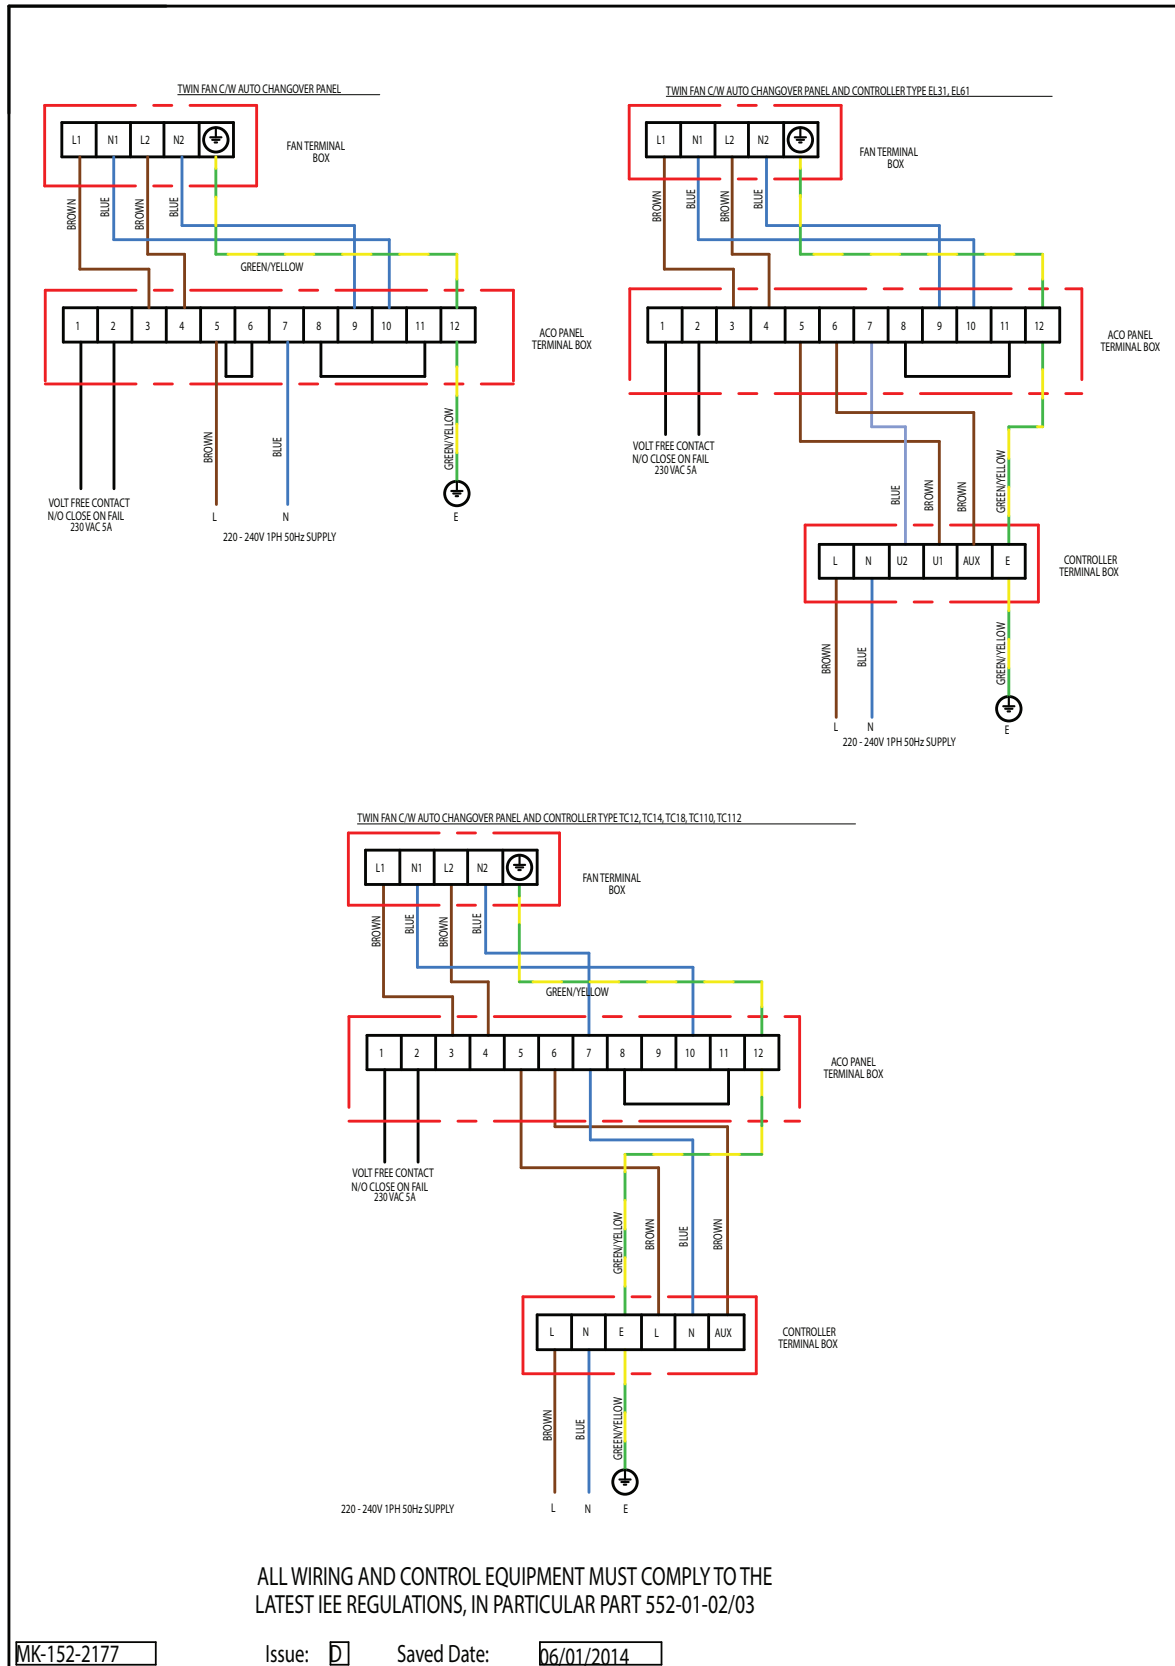 TWIN FAN C/W AUTO CHANGOVER PANEL
L1 N1 L2 N2
FAN TERMINAL
BOX
BROWN
BLUE
BROWN
BLUE
GREEN/YELLOW
1 2 3 4 5 6 7 8 9 10 11 12
ACO PANEL
TERMINAL BOX
BROWN
BLUE
GREEN/YELLOW
VOLT FREE CONTACT
N/O CLOSE ON FAIL
230 VAC 5A
L N E
220 - 240V 1PH 50Hz SUPPLY
TWIN FAN C/W AUTO CHANGOVER PANEL AND CONTROLLER TYPE EL31, EL61
L1 N1 L2 N2
FAN TERMINAL
BOX
BROWN
BLUE
BROWN
BLUE
1 2 3 4 5 6 7 8 9 10 11 12
ACO PANEL
TERMINAL BOX
VOLT FREE CONTACT
N/O CLOSE ON FAIL
230 VAC 5A
BLUE
BROWN
BROWN
GREEN/YELLOW
L N U2 U1 AUX E
CONTROLLER
TERMINAL BOX
BROWN
BLUE
GREEN/YELLOW
L N E
220 - 240V 1PH 50Hz SUPPLY
TWIN FAN C/W AUTO CHANGOVER PANEL AND CONTROLLER TYPE TC12, TC14, TC18, TC110, TC112
L1 N1 L2 N2
FAN TERMINAL
BOX
BROWN
BLUE
BROWN
BLUE
GREEN/YELLOW
1 2 3 4 5 6 7 8 9 10 11 12
ACO PANEL
TERMINAL BOX
VOLT FREE CONTACT
N/O CLOSE ON FAIL
230 VAC 5A
GREEN/YELLOW
BROWN
BLUE
BROWN
L N E L N AUX
CONTROLLER
TERMINAL BOX
BROWN
BLUE
GREEN/YELLOW
220 - 240V 1PH 50Hz SUPPLY
L N E
ALL WIRING AND CONTROL EQUIPMENT MUST COMPLY TO THE
LATEST IEE REGULATIONS, IN PARTICULAR PART 552-01-02/03
MK-152-2177 Issue: D Saved Date: 06/01/2014